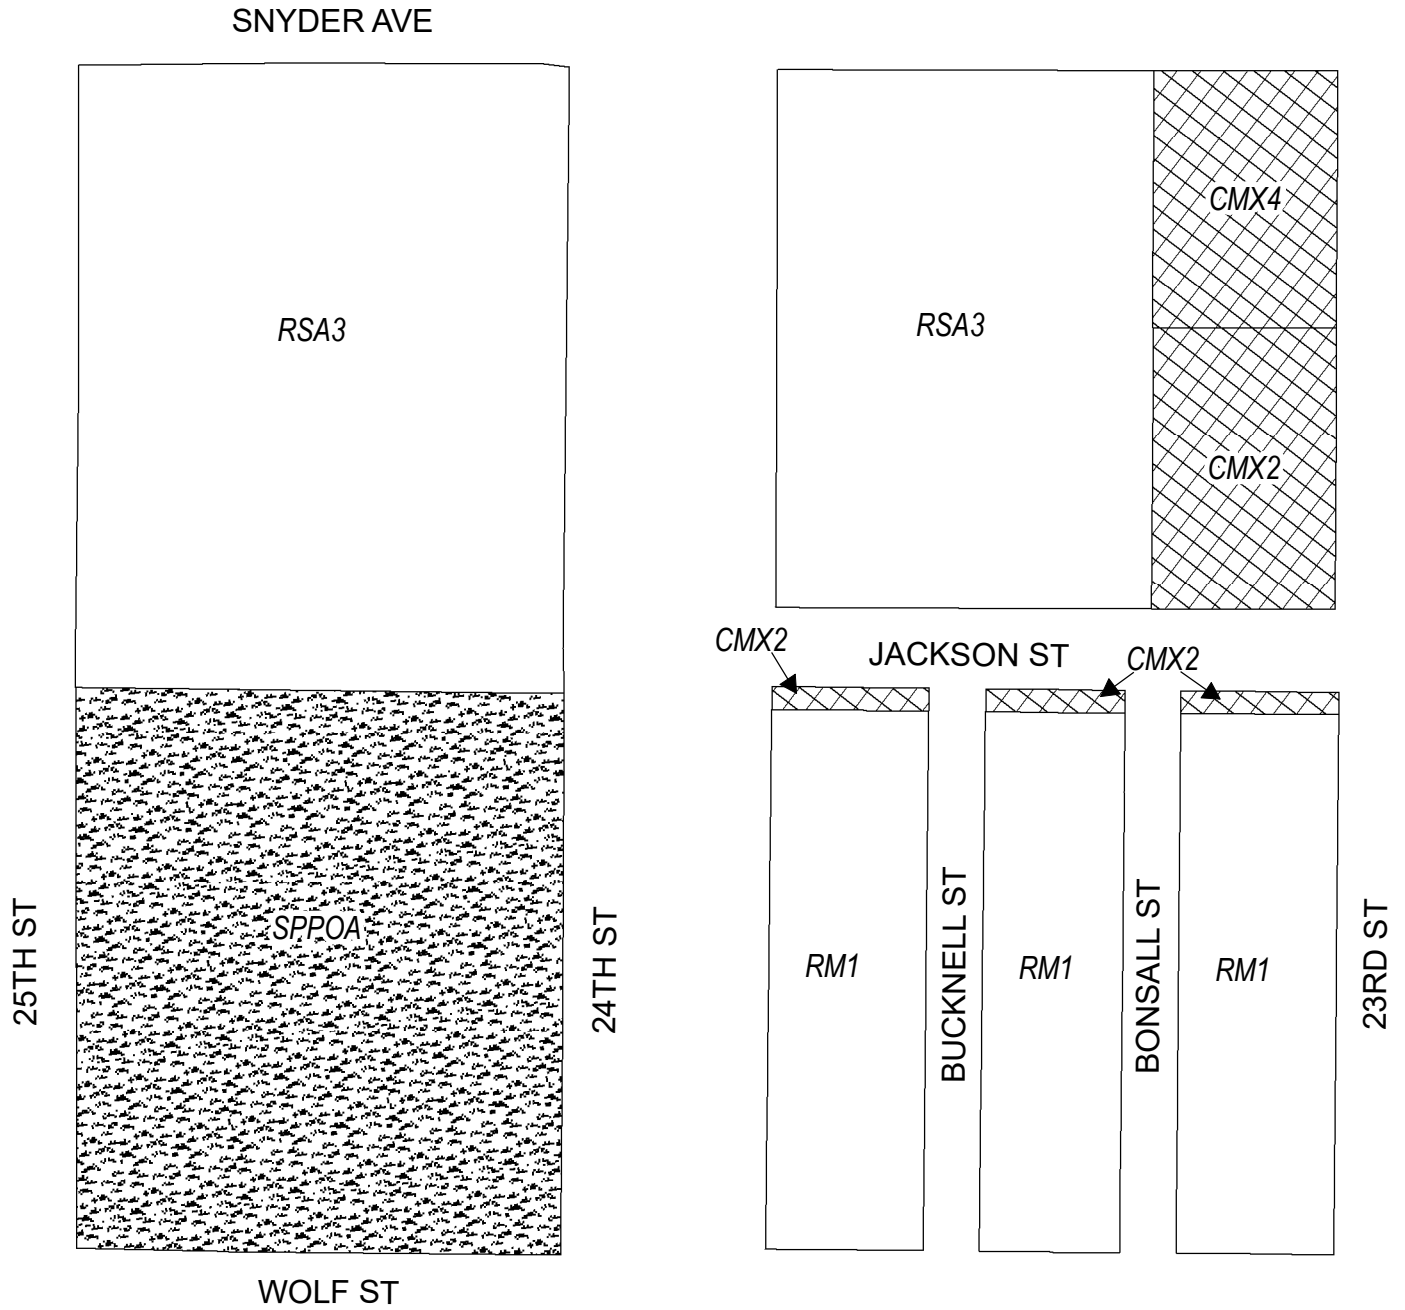 SNYDER AVE
CMX4
RSA3
RSA3
CMX2
CMX2
JACKSON ST
CMX2
25TH ST
SPPOA
24TH ST
RM1
BUCKNELL ST
RM1
BONSALL ST
RM1
23RD ST
WOLF ST